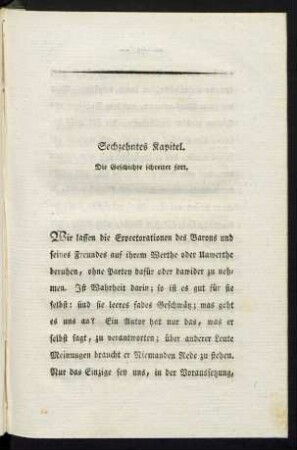 Sechzehntes Kapitel.
Die Geschichte schreitet fort.
Wir lassen die Expectorationen des Barons und
seines Freundes auf ihrem Werthe oder Unwerthe
beruhen, ohne Partey dafür oder dawider zu neh-
men. Ist Wahrheit darin; so ist es gut für sie
selbst: sind sie leeres fades Geschwätz; was geht
es uns an? Ein Autor hat nur das, was er
selbst sagt, zu verantworten; über anderer Leute
Meinungen braucht er Niemanden Rede zu stehen.
Nur das Einzige sey uns, in der Voraussetzung,